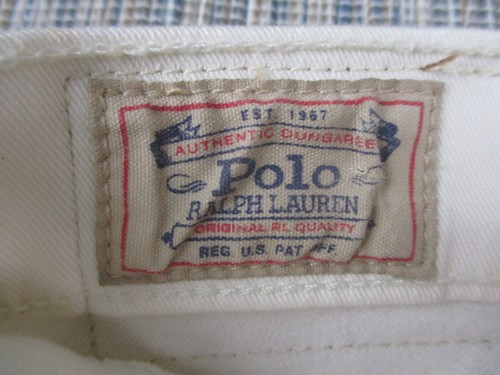 EST. 1967
AUTHENTIC DUNGAREE
Polo
RALPH LAUREN
ORIGINAL RL QUALITY
REG. U.S. PAT. OFF.